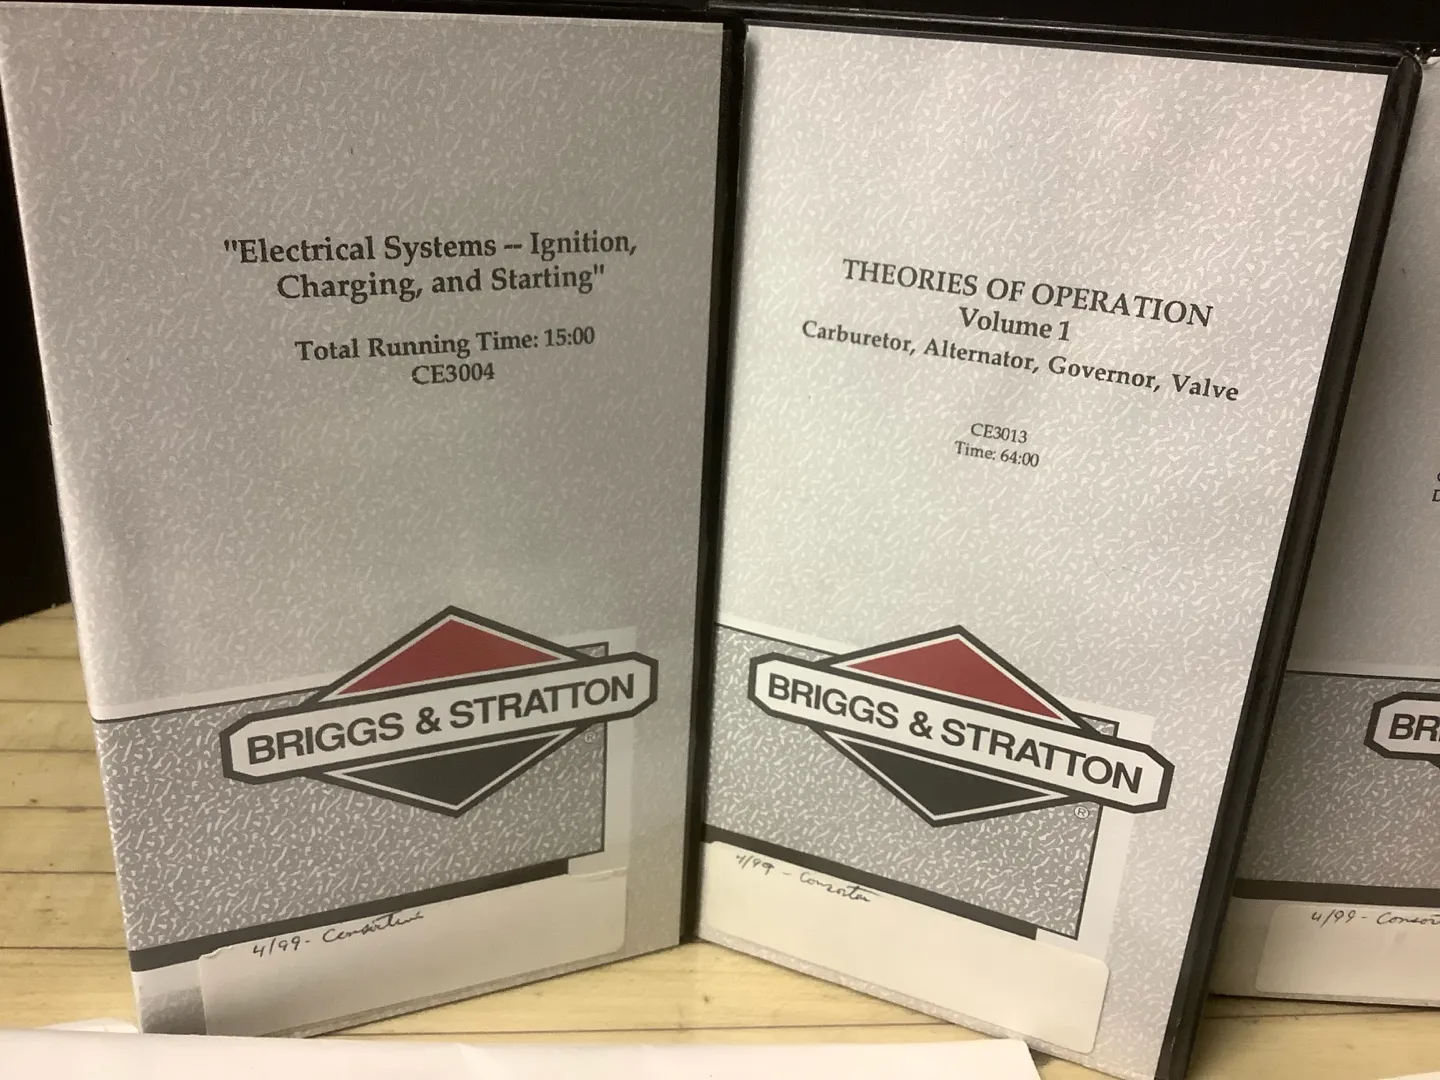 "Electrical Systems -- Ignition,
Charging, and Starting"
Total Running Time: 15:00
CE3004
BRIGGS & STRATTON
®
4/99 -
THEORIES OF OPERATION
Volume 1
Carburetor, Alternator, Governor, Valve
CE3013
Time: 64:00
BRIGGS & STRATTON
®
4/99 -
BR
4/99 -